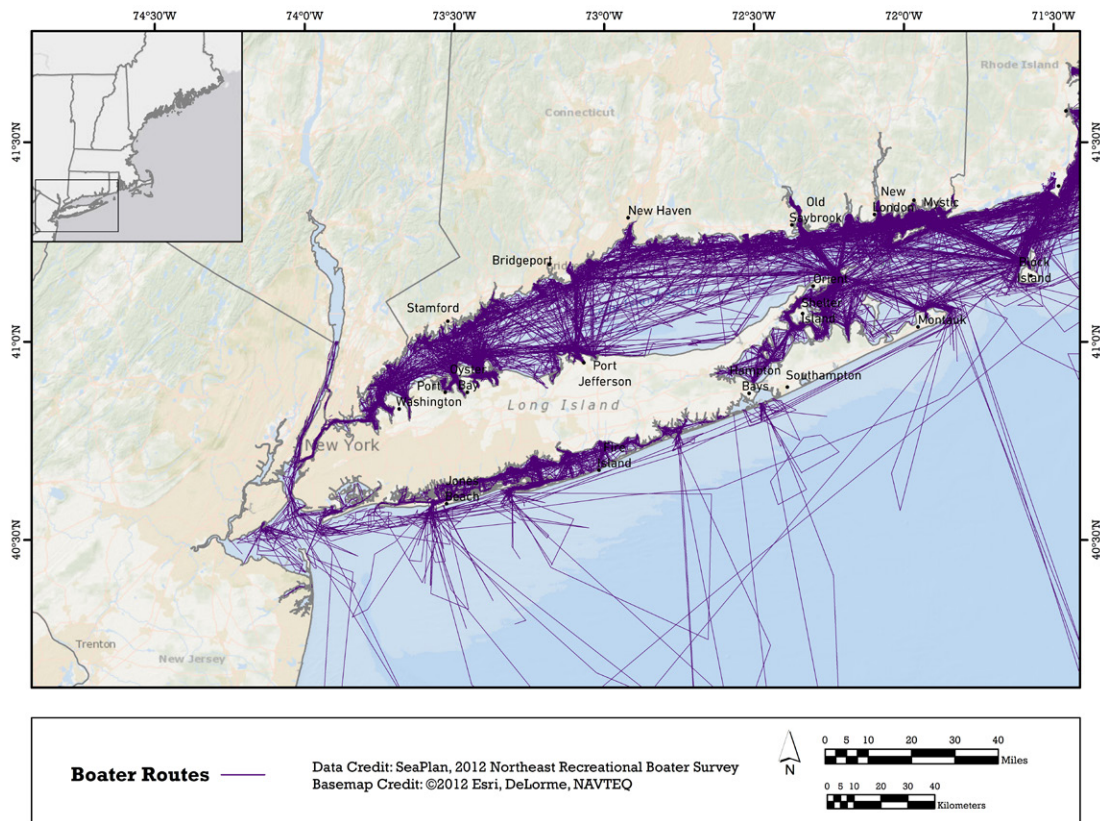 74°30'W 74°0'W 73°30'W 73°0'W 72°30'W 72°0'W 71°30'W
Rhode Island
Connecticut
41°30'N 41°30'N
New
London
Mystic
Old
Saybrook
New Haven
Bridgeport
Block
Island
Orient
Stamford
Shelter
Island
Montauk
41°0'N 41°0'N
Oyster
Bay
Port
Jefferson
Port
Washington
Hampton
Bays
Southampton
Long Island
New York
Fire
Island
Jones
Beach
40°30'N 40°30'N
Trenton
New Jersey
Boater Routes
Data Credit: SeaPlan, 2012 Northeast Recreational Boater Survey
Basemap Credit: ©2012 Esri, DeLorme, NAVTEQ
N
0 5 10 20 30 40
Miles
0 5 10 20 30 40
Kilometers